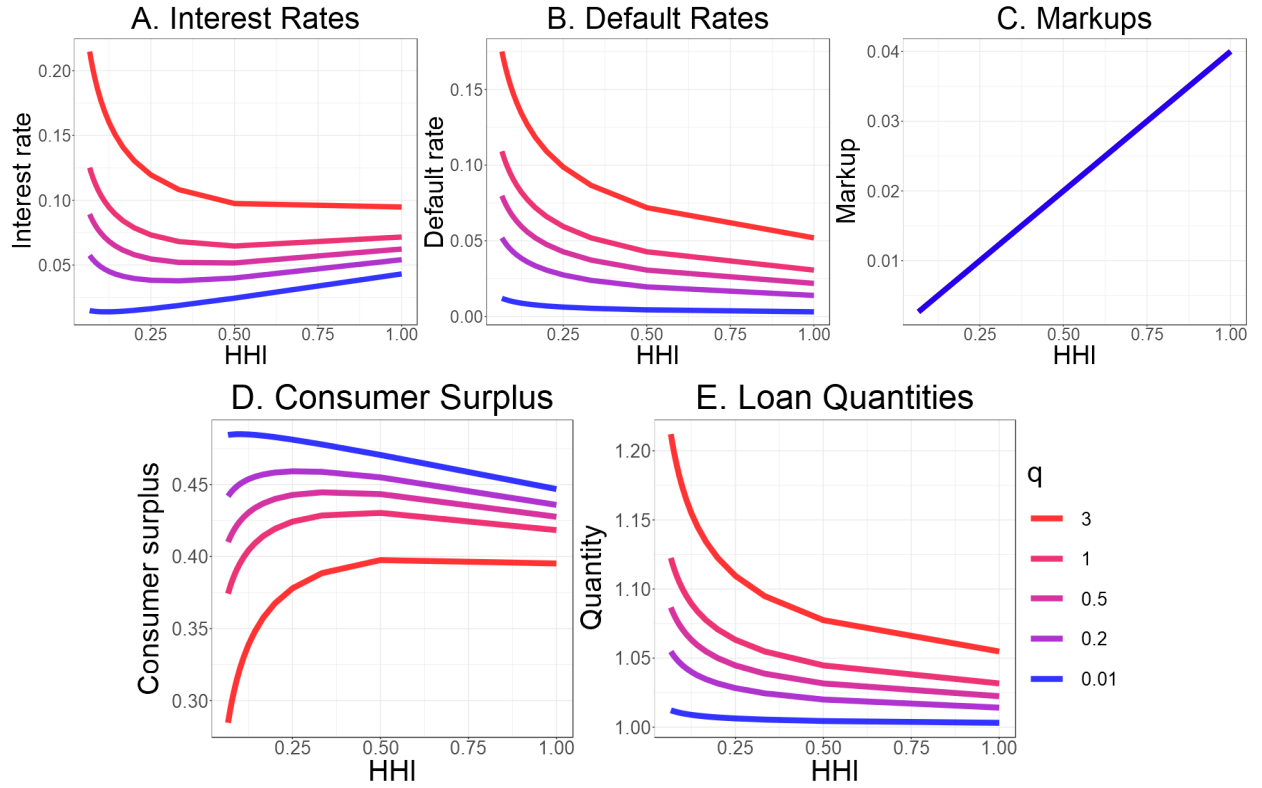 A. Interest Rates
Interest rate
0.20
0.15
0.10
0.05
0.25
0.50
0.75
1.00
HHI
B. Default Rates
Default rate
0.15
0.10
0.05
0.00
0.25
0.50
0.75
1.00
HHI
C. Markups
Markup
0.04
0.03
0.02
0.01
0.25
0.50
0.75
1.00
HHI
D. Consumer Surplus
Consumer surplus
0.45
0.40
0.35
0.30
0.25
0.50
0.75
1.00
HHI
E. Loan Quantities
Quantity
1.20
1.15
1.10
1.05
1.00
0.25
0.50
0.75
1.00
HHI
q
3
1
0.5
0.2
0.01